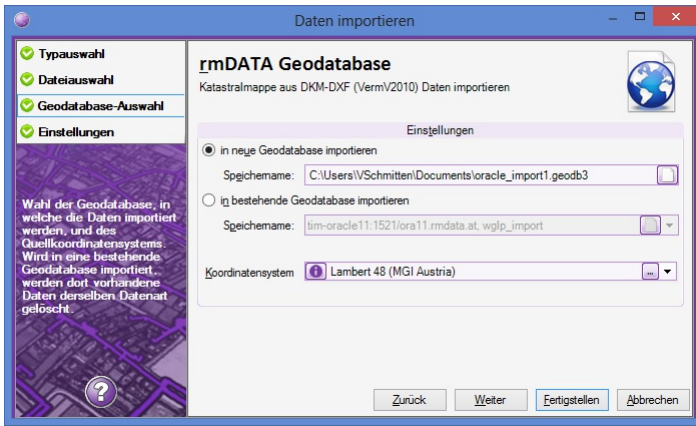 Daten importieren
Typauswahl
Dateiauswahl
Geodatabase-Auswahl
Einstellungen
Wahl der Geodatabase, in
welche die Daten importiert
werden, und des
Quellkoordinatensystems.
Wird in eine bestehende
Geodatabase importiert,
werden dort vorhandene
Daten derselben Datenart
gelöscht.
?
rmDATA Geodatabase
Katastralmappe aus DKM-DXF (VermV2010) Daten importieren
Einstellungen
in neue Geodatabase importieren
Speichername: C:\Users\VSchmitten\Documents\oracle_import1.geodb3
in bestehende Geodatabase importieren
Speichername: tim-oracle11:1521/ora11.rmdata.at, wglp_import
Koordinatensystem Lambert 48 (MGI Austria) ...
Zurück Weiter Fertigstellen Abbrechen